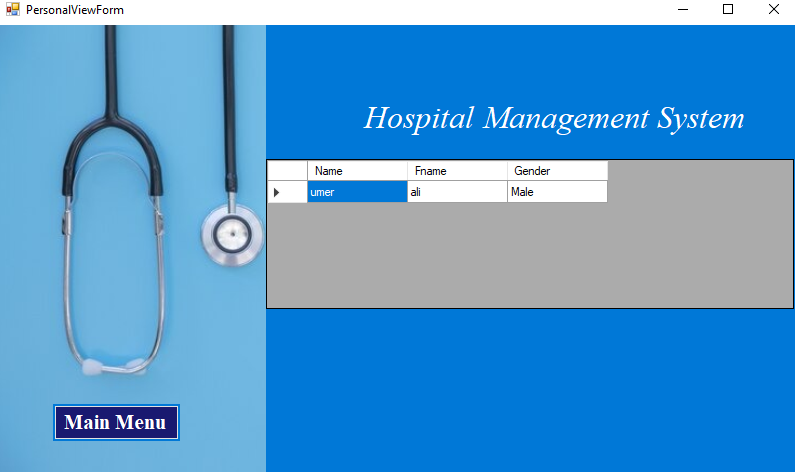 PersonalViewForm
Hospital Management System
Name Fname Gender
umer ali Male
Main Menu